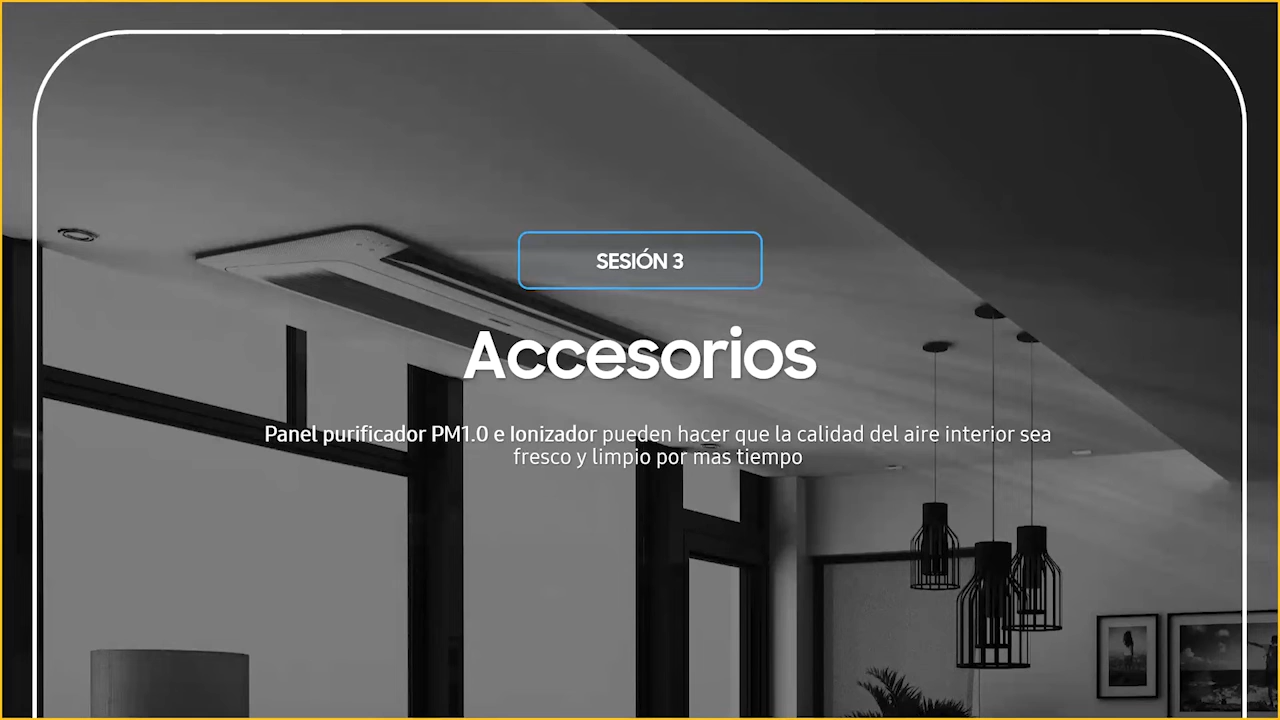 SESIÓN 3
Accesorios
Panel purificador PM1.0 e Ionizador pueden hacer que la calidad del aire interior sea
fresco y limpio por mas tiempo